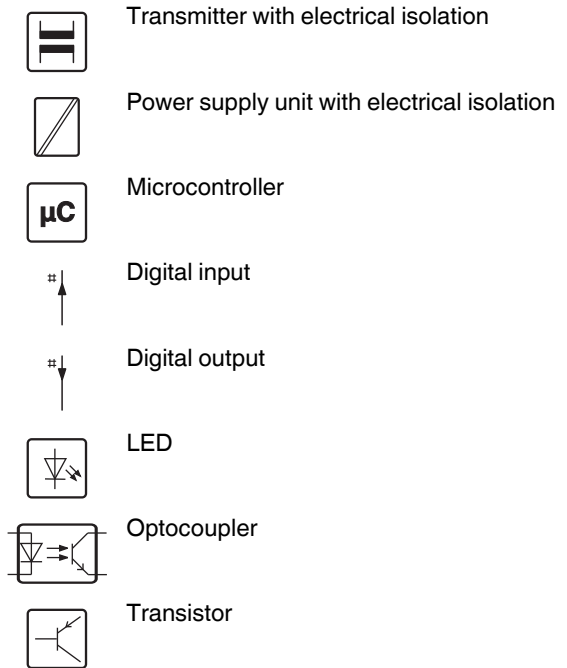 Transmitter with electrical isolation
Power supply unit with electrical isolation
µC
Microcontroller
#
Digital input
#
Digital output
LED
Optocoupler
Transistor